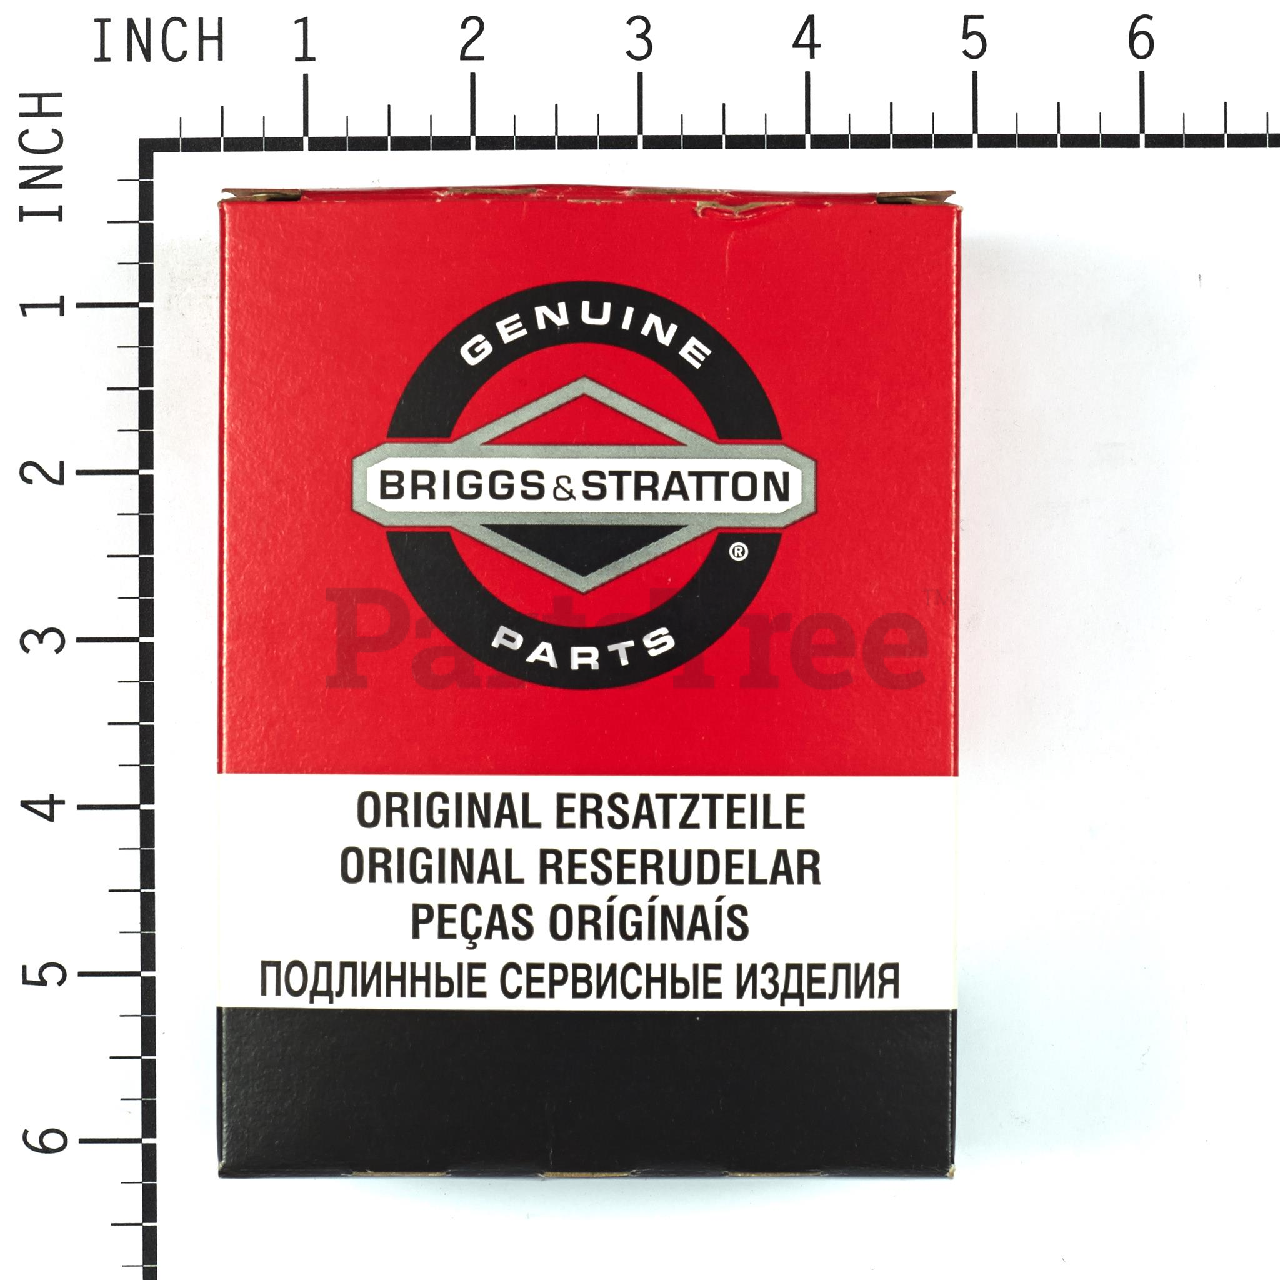 INCH 1 2 3 4 5 6
INCH 1 2 3 4 5 6
GENUINE
BRIGGS & STRATTON
®
PARTS
PartsTree™
ORIGINAL ERSATZTEILE
ORIGINAL RESERUDELAR
PEÇAS ORÍGÍNAÍS
ПОДЛИННЫЕ СЕРВИСНЫЕ ИЗДЕЛИЯ